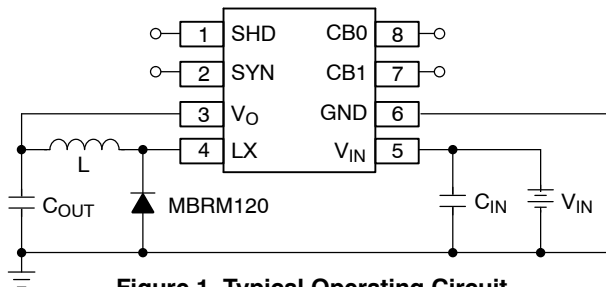 1 SHD CB0 8
2 SYN CB1 7
3 VO GND 6
4 LX VIN 5
L
COUT MBRM120 CIN VIN
Figure 1. Typical Operating Circuit